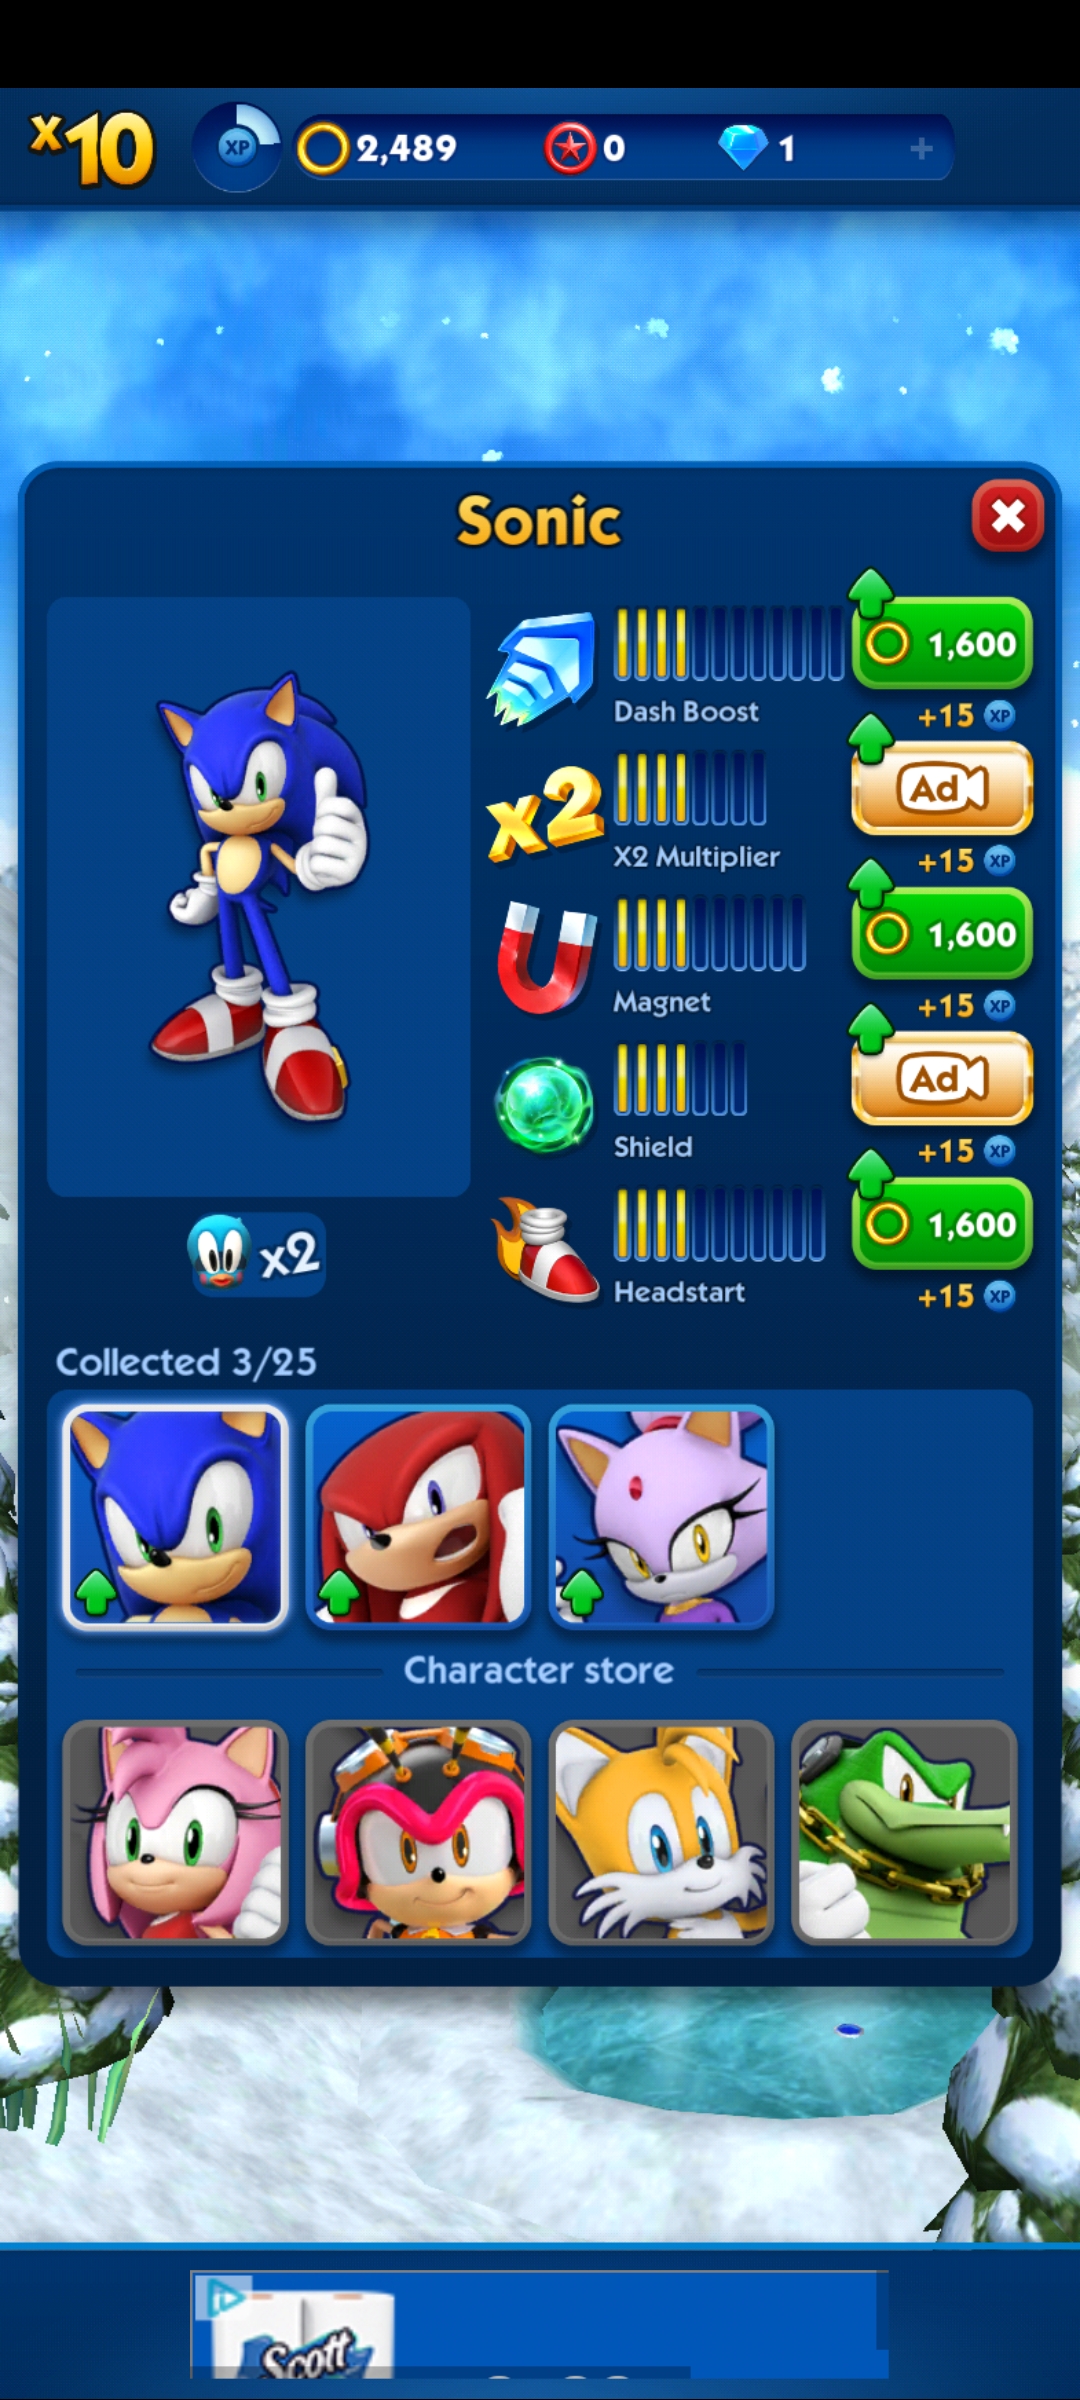 x10
XP
2,489
0
1
+
Sonic
1,600
Dash Boost
+15 XP
x2
Ad
X2 Multiplier
+15 XP
1,600
Magnet
+15 XP
Ad
Shield
+15 XP
x2
1,600
Headstart
+15 XP
Collected 3/25
Character store
Scott